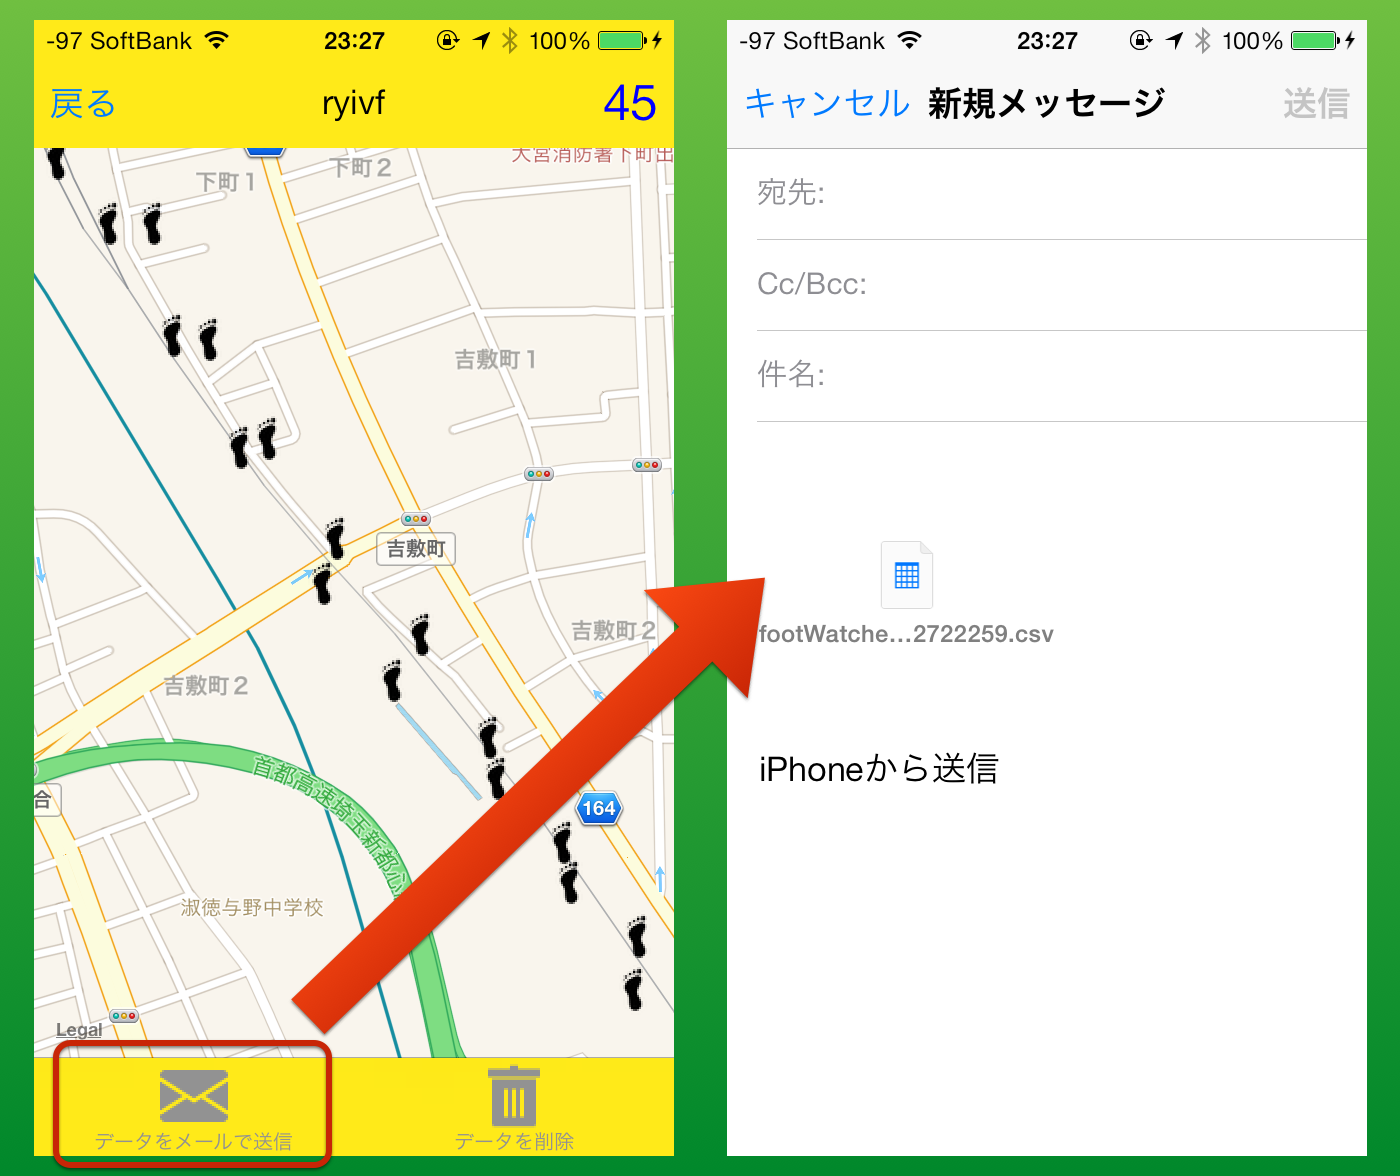 -97 SoftBank 23:27 100%
戻る ryivf 45
大宮消防署下町出
下町1
下町2
吉敷町1
吉敷町
吉敷町2
吉敷町2
首都高速埼玉新都心
合
164
淑徳与野中学校
Legal
データをメールで送信
データを削除
-97 SoftBank 23:27 100%
キャンセル 新規メッセージ 送信
宛先:
Cc/Bcc:
件名:
footWatche...2722259.csv
iPhoneから送信